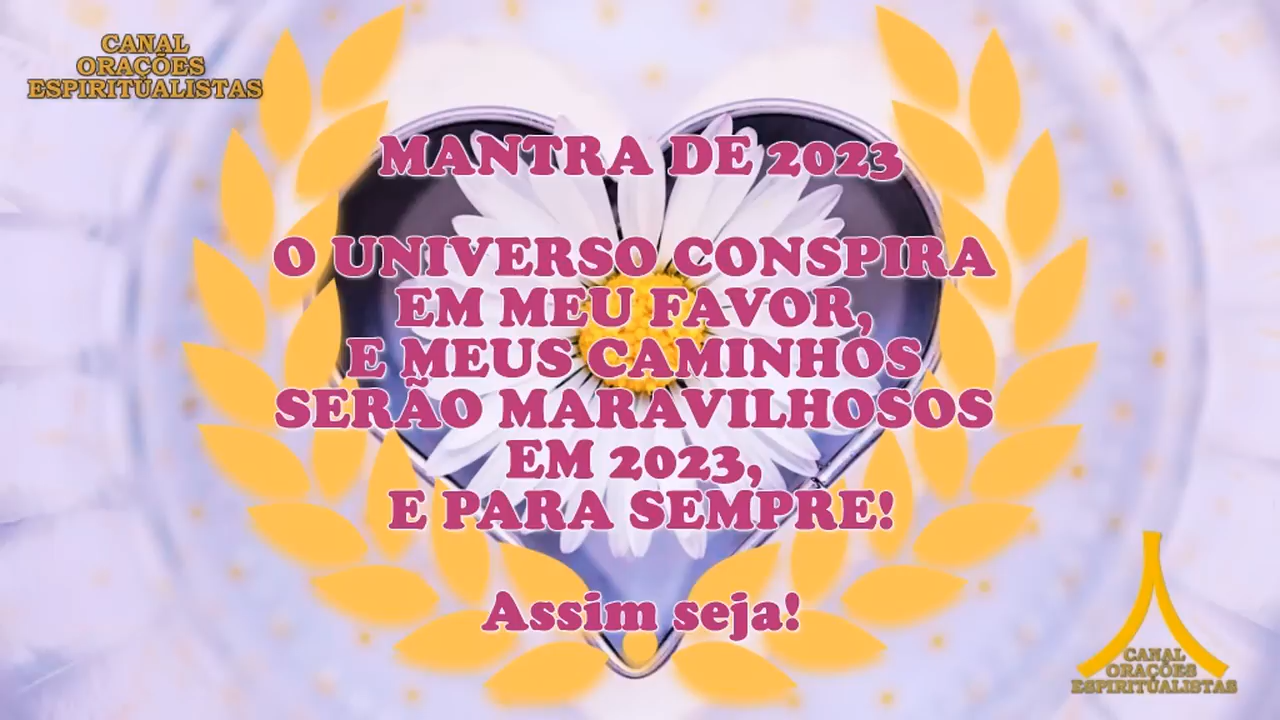 CANAL
ORAÇÕES
ESPIRITUALISTAS
MANTRA DE 2023
O UNIVERSO CONSPIRA
EM MEU FAVOR,
E MEUS CAMINHOS
SERÃO MARAVILHOSOS
EM 2023,
E PARA SEMPRE!
Assim seja!
CANAL
ORAÇÕES
ESPIRITUALISTAS